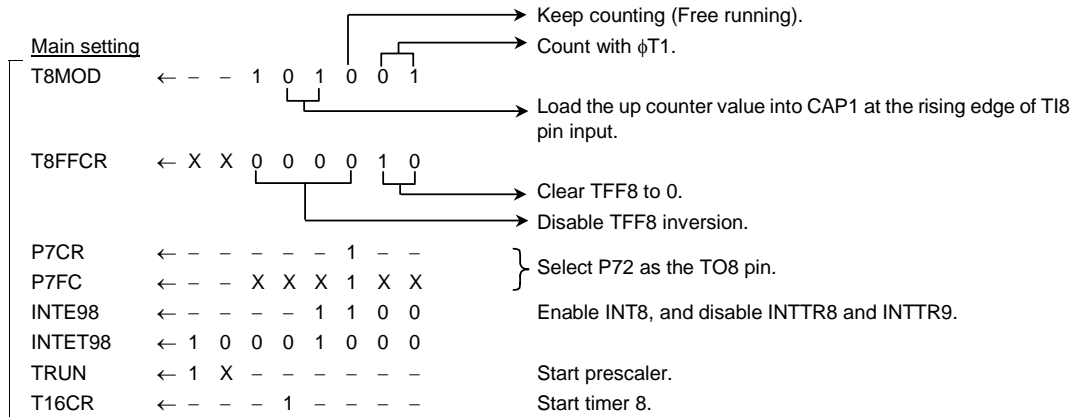 Keep counting (Free running).
Main setting
Count with φT1.
T8MOD ← – – 1 0 1 0 0 1
Load the up counter value into CAP1 at the rising edge of TI8
pin input.
T8FFCR ← X X 0 0 0 0 1 0
Clear TFF8 to 0.
Disable TFF8 inversion.
P7CR ← – – – – – 1 – –
Select P72 as the TO8 pin.
P7FC ← – – X X X 1 X X
INTE98 ← – – – – 1 1 0 0 Enable INT8, and disable INTTR8 and INTTR9.
INTET98 ← 1 0 0 0 1 0 0 0
TRUN ← 1 X – – – – – – Start prescaler.
T16CR ← – – – 1 – – – – Start timer 8.